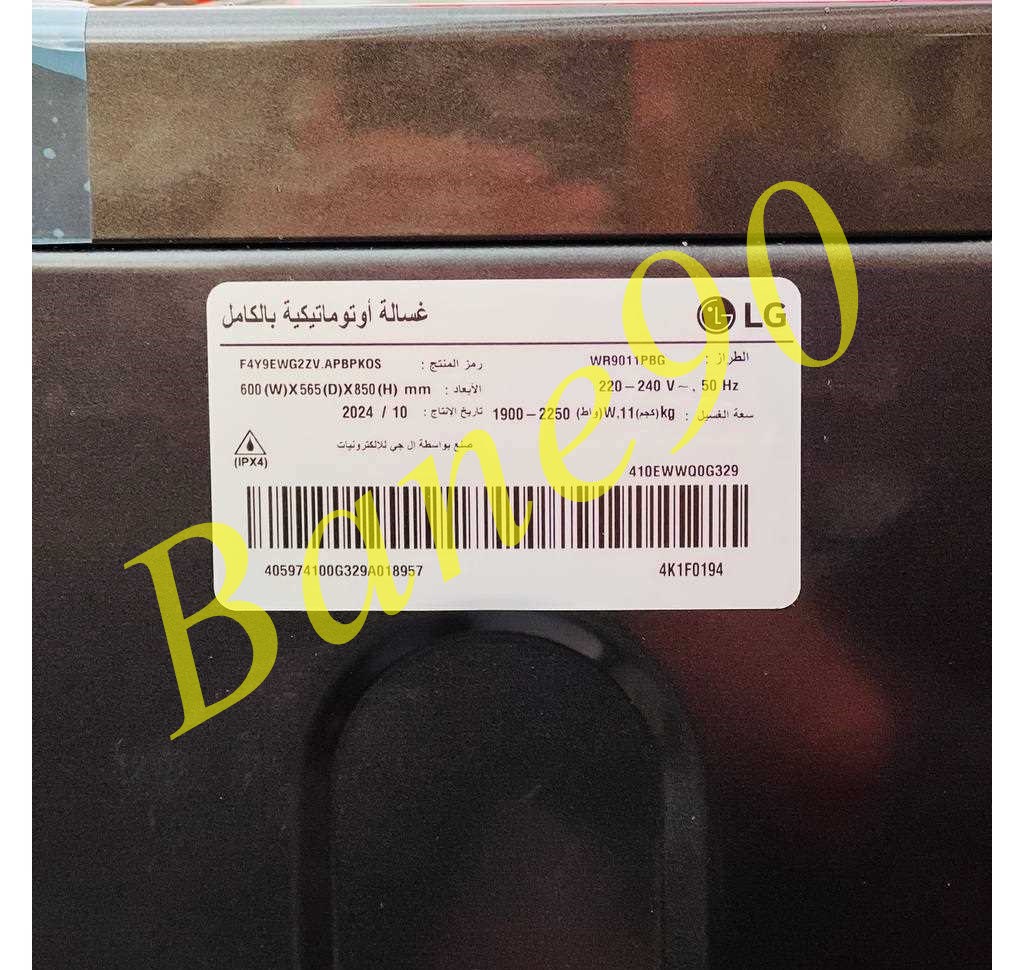 غسالة أوتوماتيكية بالكامل LG
الطراز : WR9011PBG رمز المنتج : F4Y9EWG2ZV.APBPKOS
220-240 V~, 50 Hz الأبعاد : 600(W)X565(D)X850(H) mm
سعة الغسيل : 1900-2250 (واط)W.11(كجم)kg تاريخ الانتاج : 2024 / 10
صنع بواسطة ال جي للالكترونيات
(IPX4)
410EWWQ0G329
405974100G329A018957 4K1F0194
Bane90